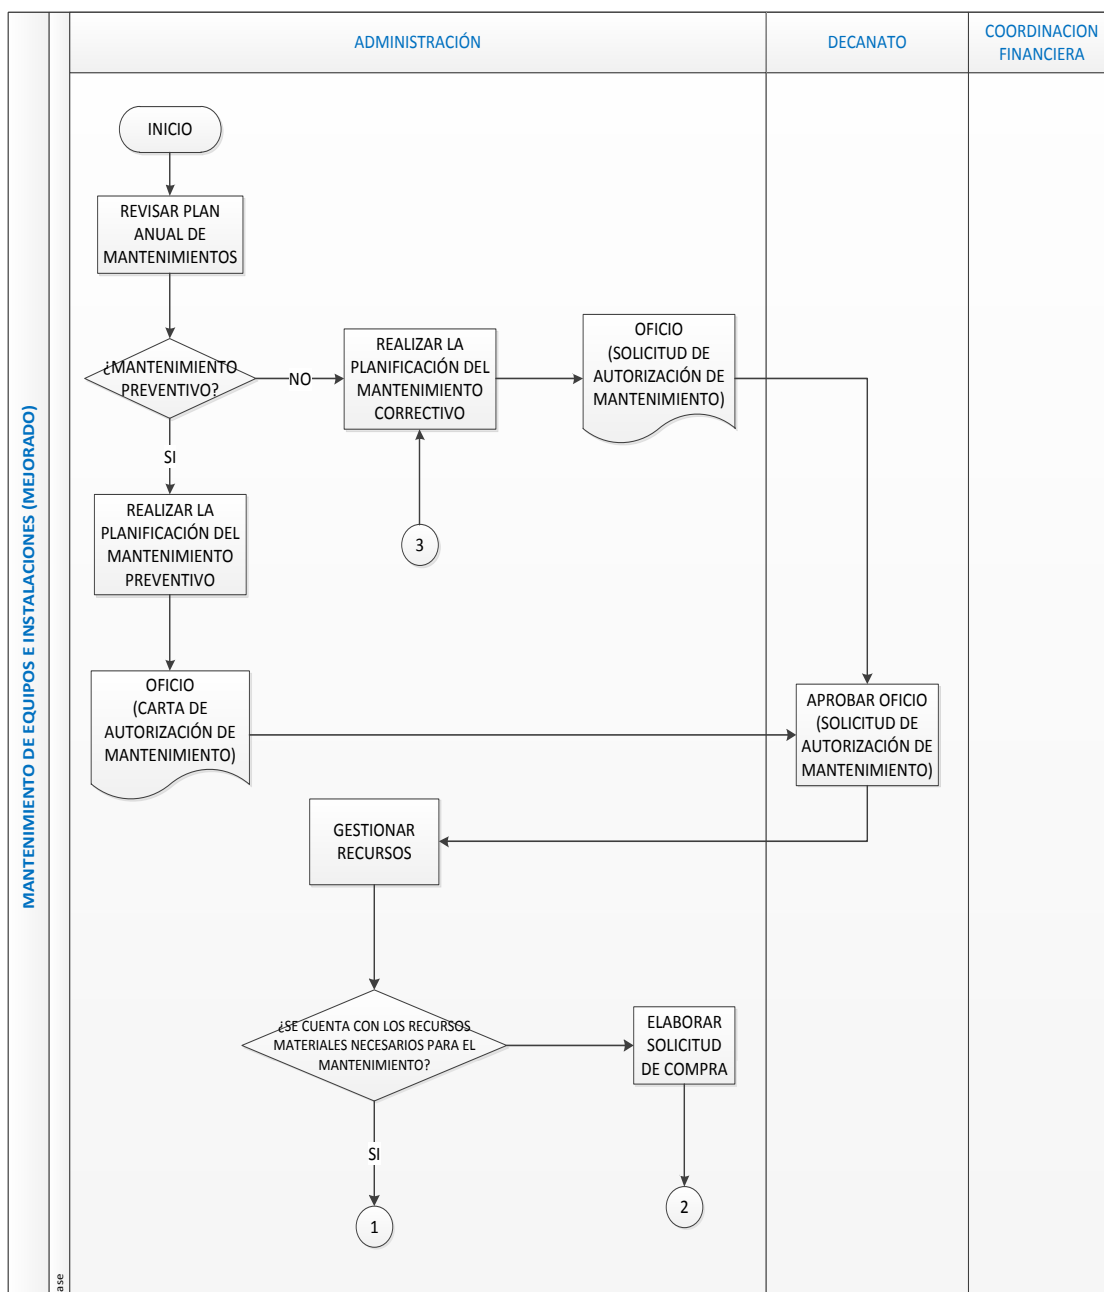 MANTENIMIENTO DE EQUIPOS E INSTALACIONES (MEJORADO)
ADMINISTRACIÓN
DECANATO
COORDINACION
FINANCIERA
INICIO
REVISAR PLAN
ANUAL DE
MANTENIMIENTOS
¿MANTENIMIENTO
PREVENTIVO?
NO
REALIZAR LA
PLANIFICACIÓN DEL
MANTENIMIENTO
CORRECTIVO
OFICIO
(SOLICITUD DE
AUTORIZACIÓN DE
MANTENIMIENTO)
SI
REALIZAR LA
PLANIFICACIÓN DEL
MANTENIMIENTO
PREVENTIVO
3
OFICIO
(CARTA DE
AUTORIZACIÓN DE
MANTENIMIENTO)
APROBAR OFICIO
(SOLICITUD DE
AUTORIZACIÓN DE
MANTENIMIENTO)
GESTIONAR
RECURSOS
¿SE CUENTA CON LOS RECURSOS
MATERIALES NECESARIOS PARA EL
MANTENIMIENTO?
ELABORAR
SOLICITUD
DE COMPRA
SI
1
2
ase